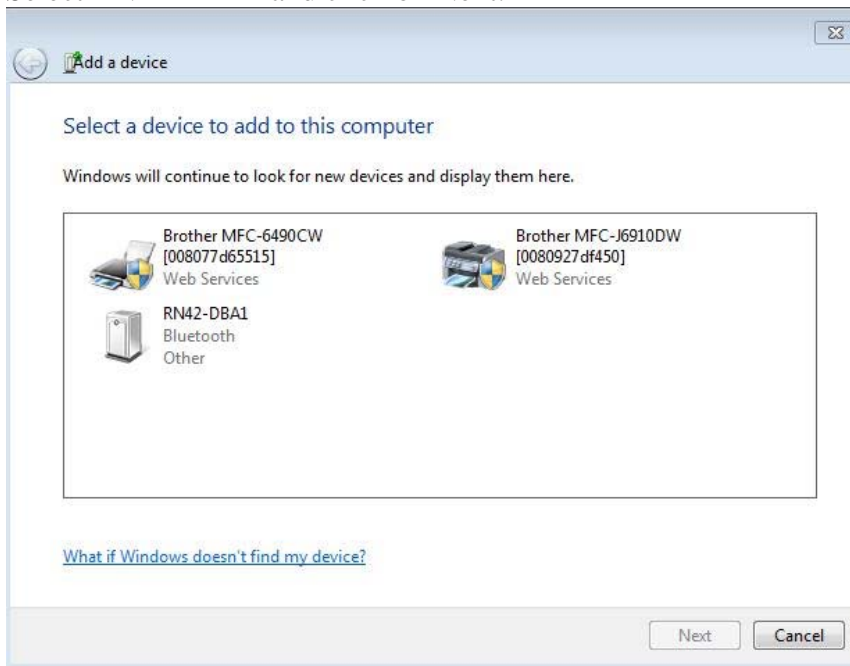 Add a device
Select a device to add to this computer
Windows will continue to look for new devices and display them here.
Brother MFC-6490CW
[008077d65515]
Web Services
Brother MFC-J6910DW
[0080927df450]
Web Services
RN42-DBA1
Bluetooth
Other
What if Windows doesn't find my device?
Next
Cancel